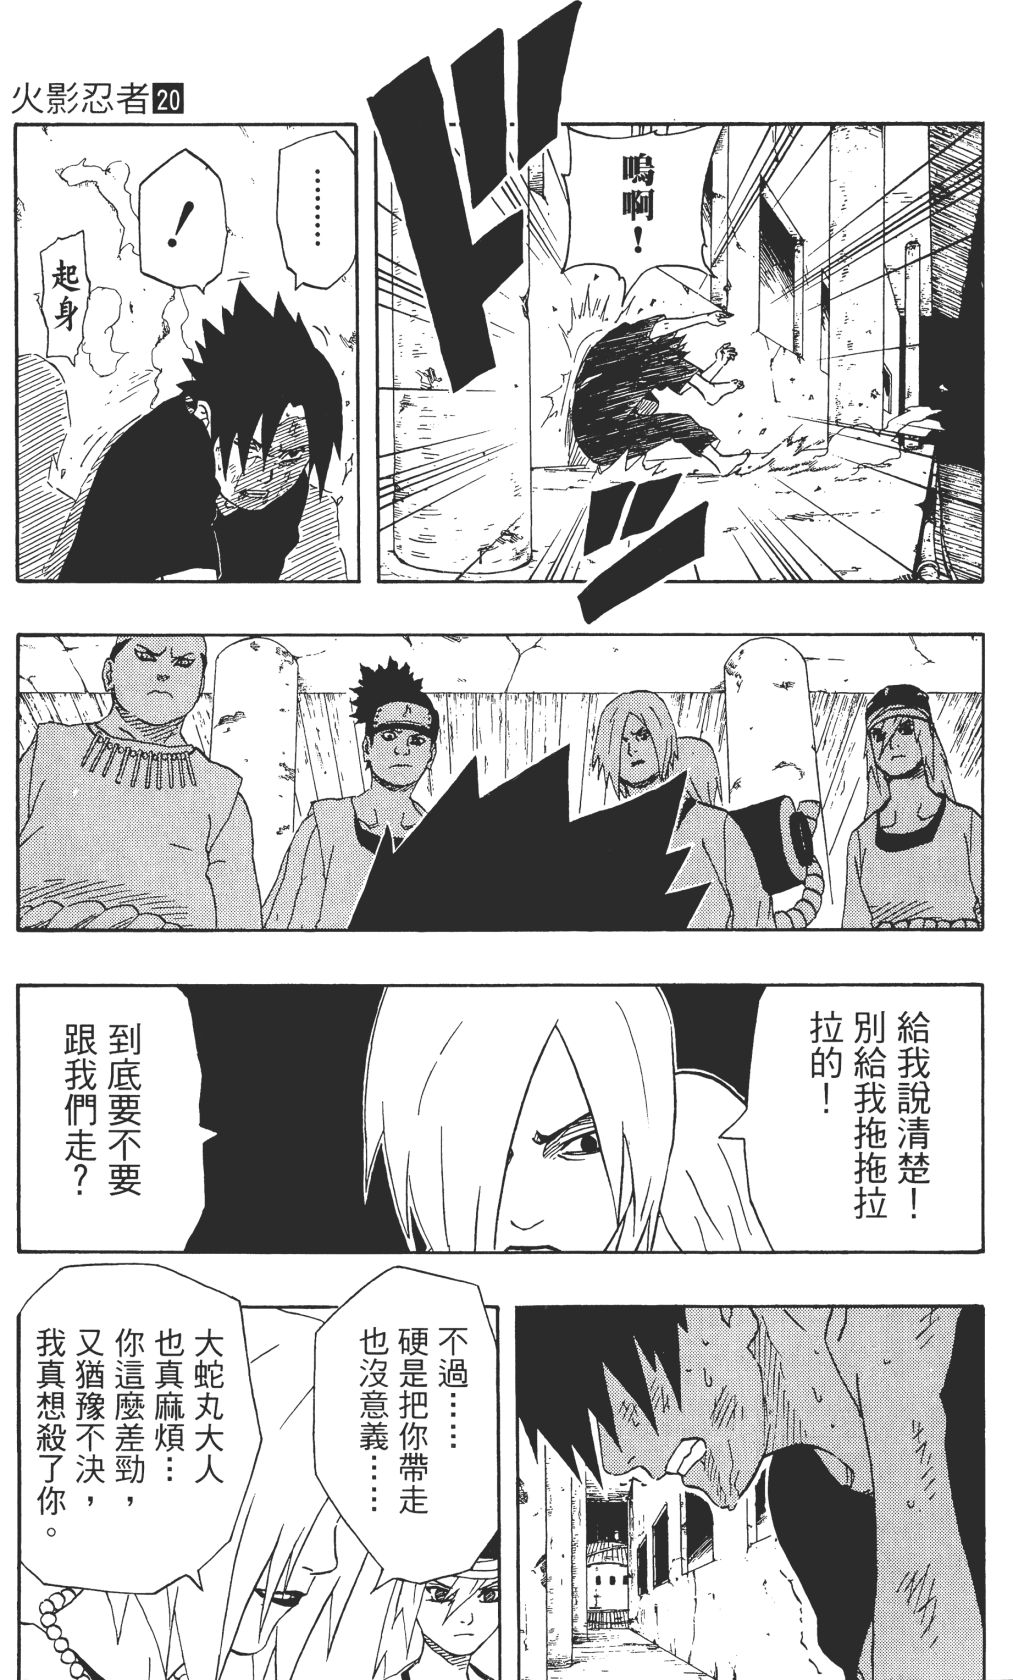 火影忍者20
嗚啊！
………
！
起身
給我說清楚！
別給我拖拖拉
拉的！
到底要不要
跟我們走？
不過……
硬是把你帶走
也沒意義……
大蛇丸大人
也真麻煩…
你這麼差勁，
又猶豫不決，
我真想殺了你。